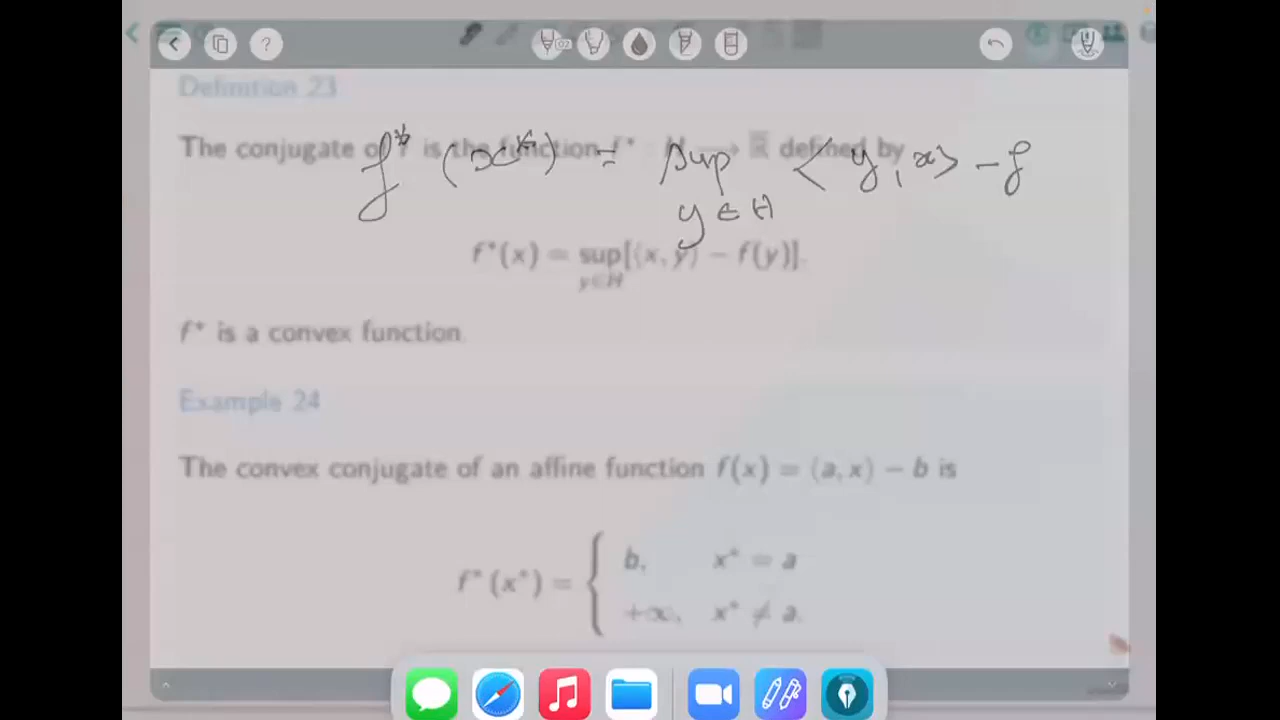 Definition 23
The conjugate of f is the function f* : H → R̅ defined by
f* (x*) = sup < y, x > - f
y ∈ H
f*(x) = sup[⟨x, y⟩ − f(y)].
y∈H
f* is a convex function.
Example 24
The convex conjugate of an affine function f(x) = ⟨a, x⟩ − b is
f*(x*) = { b, x* = a
+∞, x* ≠ a.